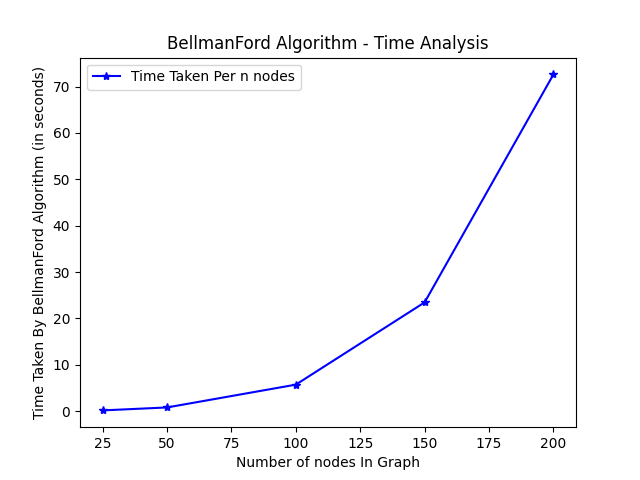 BellmanFord Algorithm - Time Analysis
Time Taken Per n nodes
Time Taken By BellmanFord Algorithm (in seconds)
70
60
50
40
30
20
10
0
25 50 75 100 125 150 175 200
Number of nodes In Graph